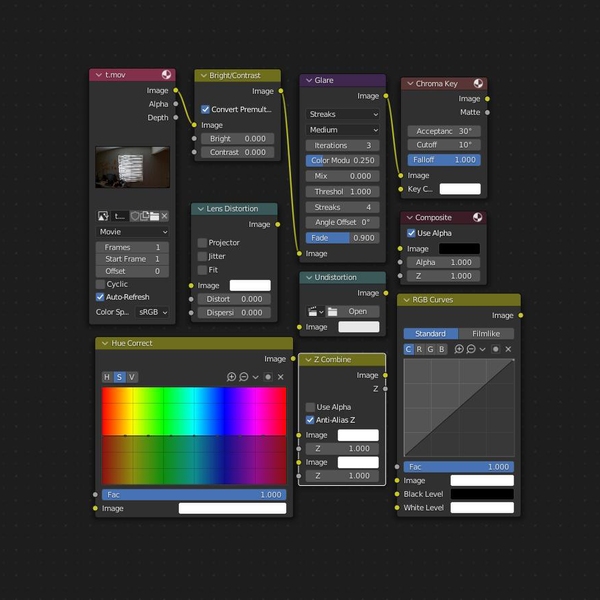 t.mov
Image
Alpha
Depth
t...
Movie
Frames 1
Start Frame 1
Offset 0
Cyclic
Auto-Refresh
Color Sp... sRGB
Bright/Contrast
Image
Convert Premult...
Image
Bright 0.000
Contrast 0.000
Lens Distortion
Image
Projector
Jitter
Fit
Image
Distort 0.000
Dispersi 0.000
Glare
Image
Streaks
Medium
Iterations 3
Color Modu 0.250
Mix 0.000
Threshol 1.000
Streaks 4
Angle Offset 0°
Fade 0.900
Image
Undistortion
Image
Open
Image
Chroma Key
Image
Matte
Acceptanc 30°
Cutoff 10°
Falloff 1.000
Image
Key C...
Composite
Use Alpha
Image
Alpha 1.000
Z 1.000
Hue Correct
Image
H S V
Fac 1.000
Image
Z Combine
Image
Z
Use Alpha
Anti-Alias Z
Image
Z 1.000
Image
Z 1.000
RGB Curves
Image
Standard Filmlike
C R G B
Fac 1.000
Image
Black Level
White Level